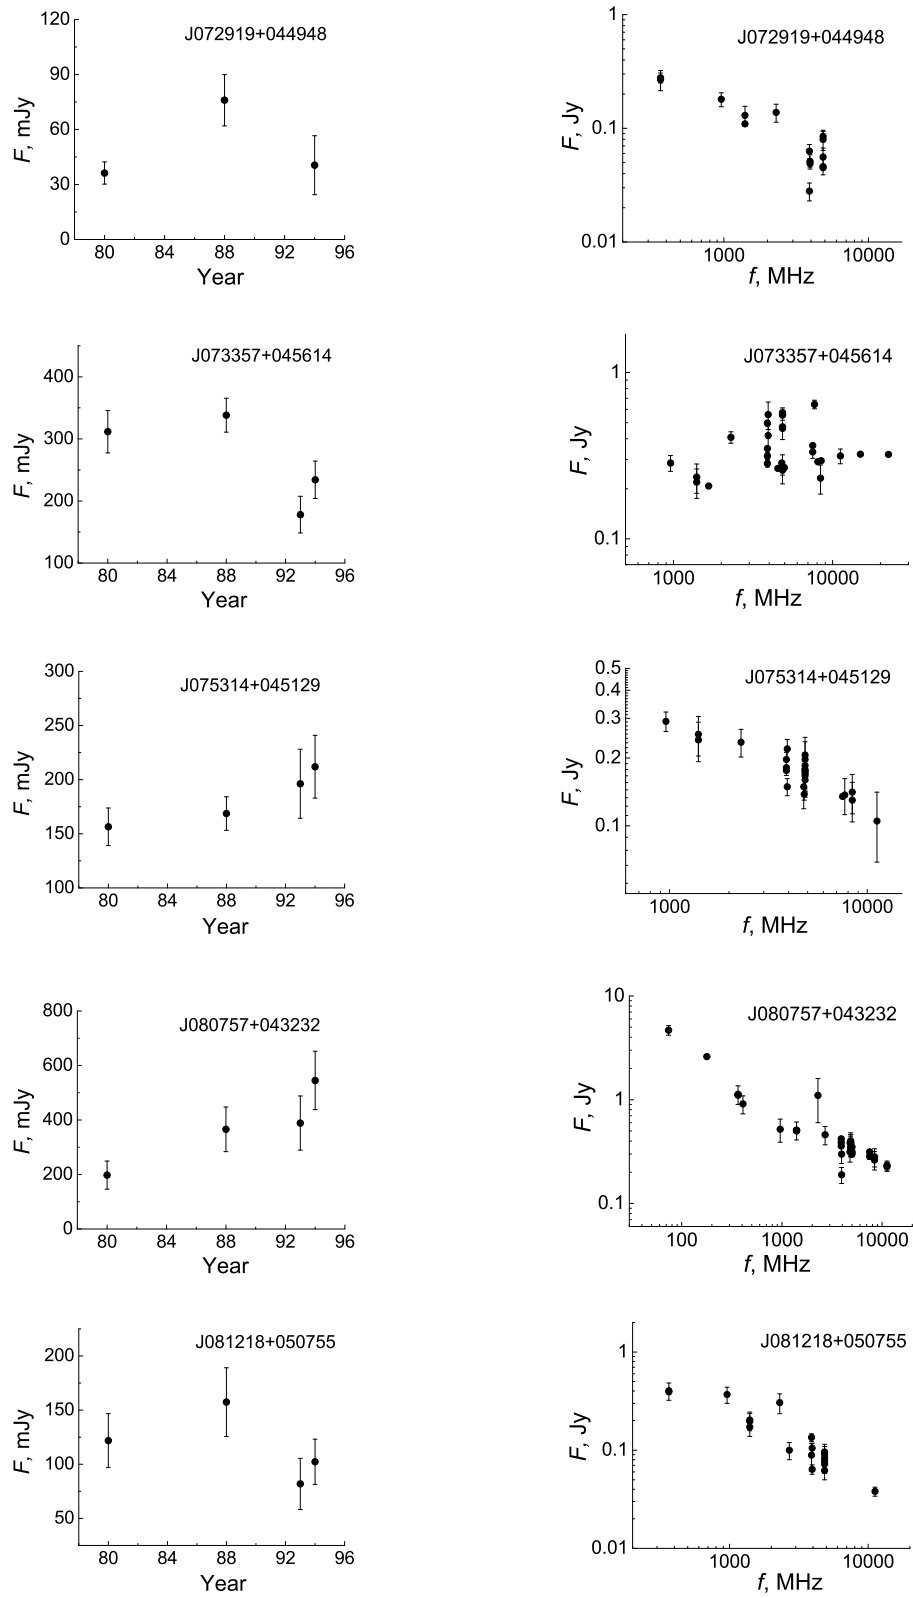 J072919+044948
120
90
60
30
0
F, mJy
80 84 88 92 96
Year
J072919+044948
1
0.1
0.01
F, Jy
1000 10000
f, MHz
J073357+045614
400
300
200
100
F, mJy
80 84 88 92 96
Year
J073357+045614
1
0.1
F, Jy
1000 10000
f, MHz
J075314+045129
300
250
200
150
100
F, mJy
80 84 88 92 96
Year
J075314+045129
0.5
0.4
0.3
0.2
0.1
F, Jy
1000 10000
f, MHz
J080757+043232
800
600
400
200
0
F, mJy
80 84 88 92 96
Year
J080757+043232
10
1
0.1
F, Jy
100 1000 10000
f, MHz
J081218+050755
200
150
100
50
F, mJy
80 84 88 92 96
Year
J081218+050755
1
0.1
0.01
F, Jy
1000 10000
f, MHz